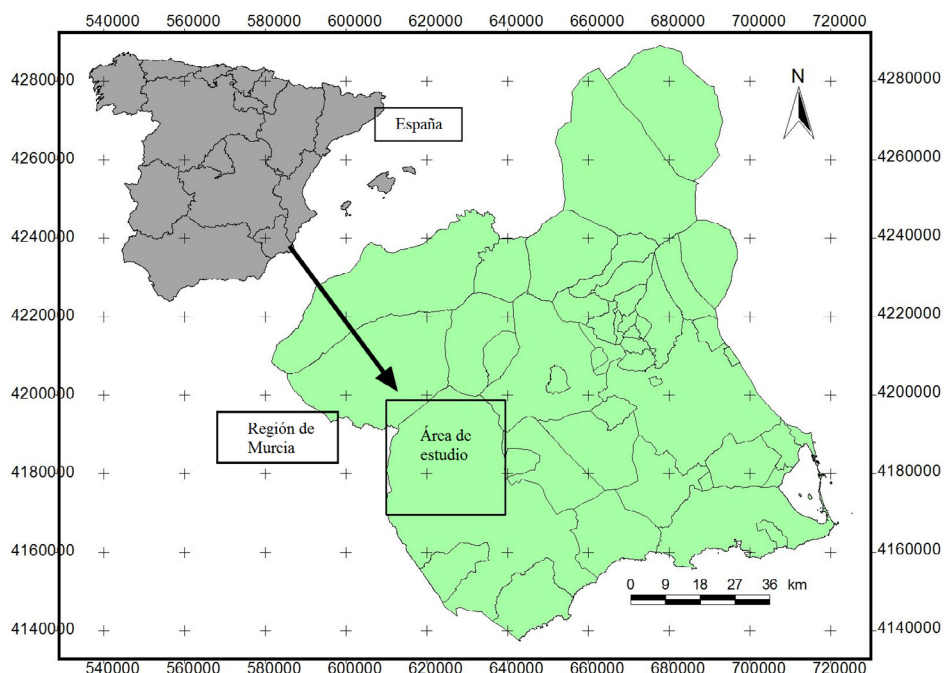 540000 560000 580000 600000 620000 640000 660000 680000 700000 720000
4280000 4280000
N
España
4260000 4260000
4240000 4240000
4220000 4220000
4200000 4200000
Región de
Murcia
Área de
estudio
4180000 4180000
4160000 4160000
0 9 18 27 36 km
4140000 4140000
540000 560000 580000 600000 620000 640000 660000 680000 700000 720000